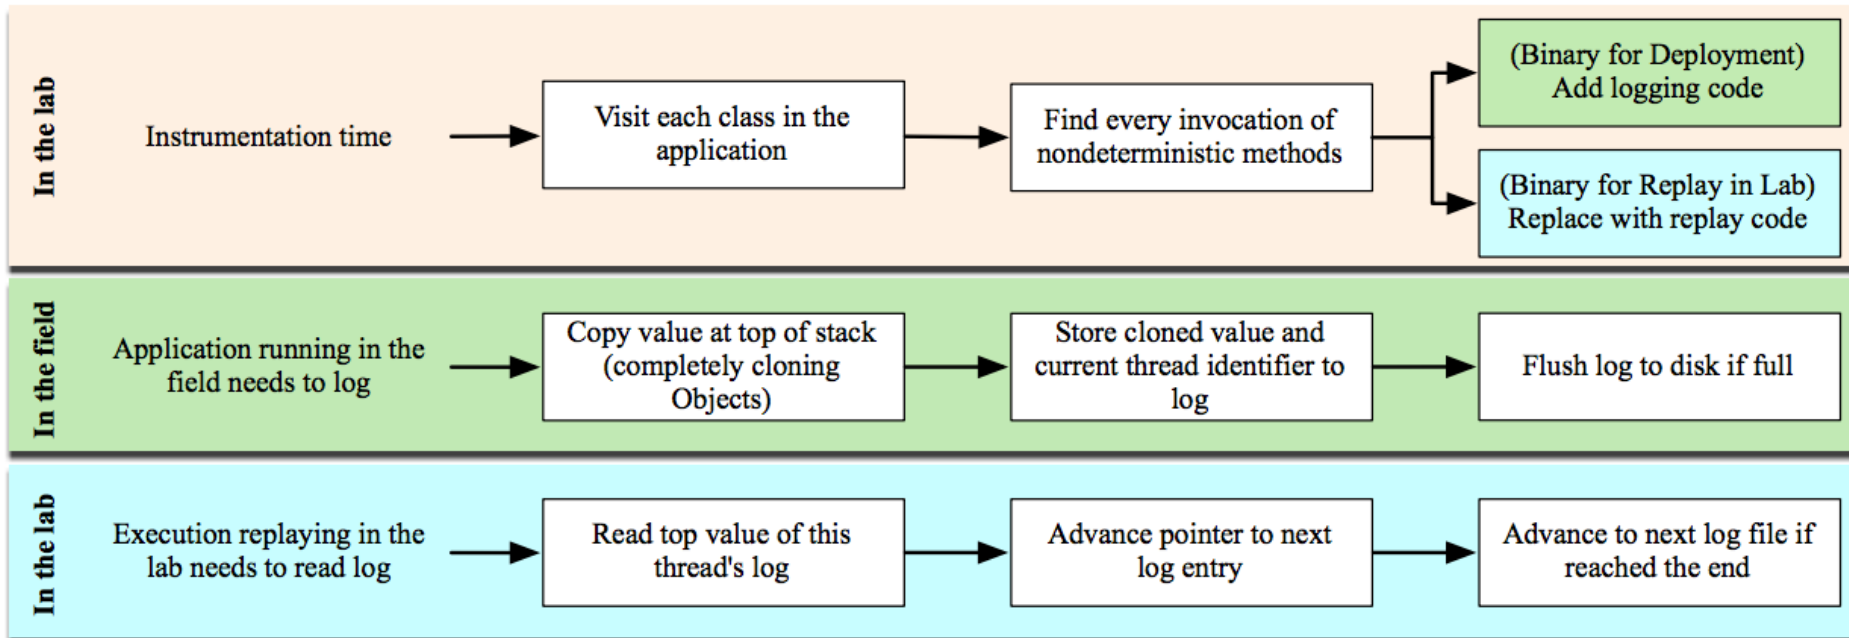 In the lab
Instrumentation time
Visit each class in the
application
Find every invocation of
nondeterministic methods
(Binary for Deployment)
Add logging code
(Binary for Replay in Lab)
Replace with replay code
In the field
Application running in the
field needs to log
Copy value at top of stack
(completely cloning
Objects)
Store cloned value and
current thread identifier to
log
Flush log to disk if full
In the lab
Execution replaying in the
lab needs to read log
Read top value of this
thread's log
Advance pointer to next
log entry
Advance to next log file if
reached the end